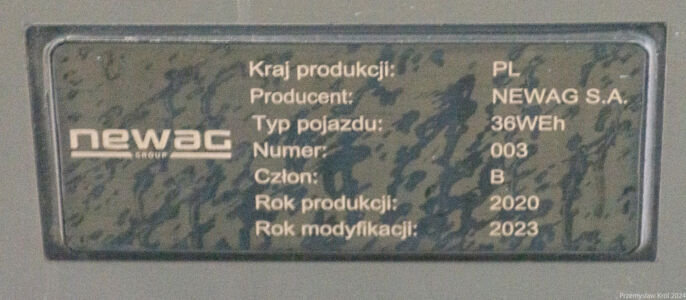 Kraj produkcji: PL
Producent: NEWAG S.A.
Typ pojazdu: 36WEh
Numer: 003
Człon: B
Rok produkcji: 2020
Rok modyfikacji: 2023
newag
GROUP
Przemysław Król 2024